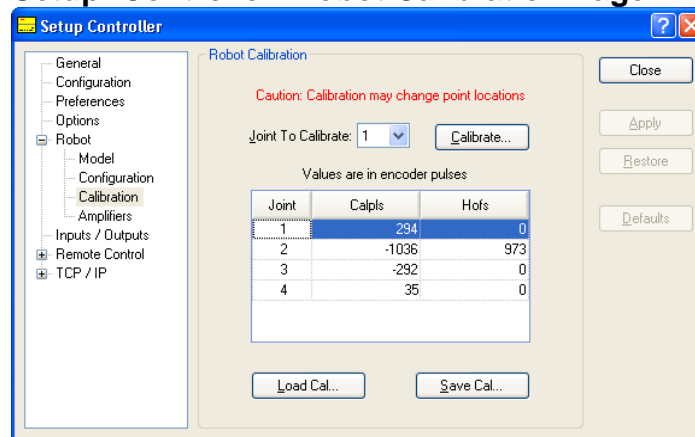 Setup Controller
General
Configuration
Preferences
Options
Robot
Model
Configuration
Calibration
Amplifiers
Inputs / Outputs
Remote Control
TCP / IP
Robot Calibration
Caution: Calibration may change point locations
Joint To Calibrate: 1 Calibrate...
Values are in encoder pulses
Joint Calpls Hofs
1 294 0
2 -1036 973
3 -292 0
4 35 0
Load Cal... Save Cal...
Close
Apply
Restore
Defaults